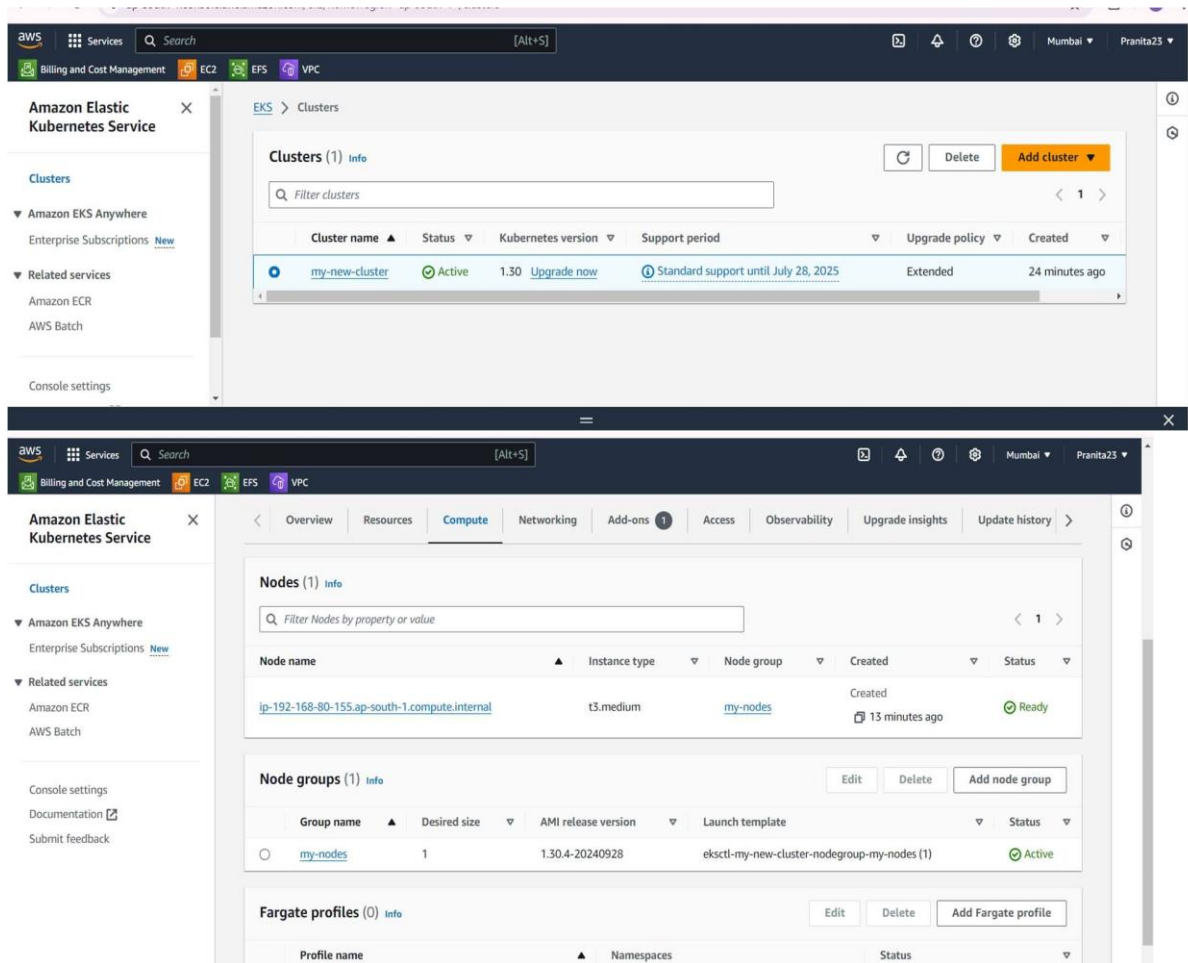 aws Services Search [Alt+S] Mumbai Pranita23
Billing and Cost Management EC2 EFS VPC
Amazon Elastic Kubernetes Service
Clusters
Amazon EKS Anywhere
Enterprise Subscriptions New
Related services
Amazon ECR
AWS Batch
Console settings
EKS > Clusters
Clusters (1) Info Delete Add cluster
Filter clusters 1
Cluster name Status Kubernetes version Support period Upgrade policy Created
my-new-cluster Active 1.30 Upgrade now Standard support until July 28, 2025 Extended 24 minutes ago
aws Services Search [Alt+S] Mumbai Pranita23
Billing and Cost Management EC2 EFS VPC
Amazon Elastic Kubernetes Service
Clusters
Amazon EKS Anywhere
Enterprise Subscriptions New
Related services
Amazon ECR
AWS Batch
Console settings
Documentation
Submit feedback
Overview Resources Compute Networking Add-ons 1 Access Observability Upgrade insights Update history
Nodes (1) Info
Filter Nodes by property or value 1
Node name Instance type Node group Created Status
ip-192-168-80-155.ap-south-1.compute.internal t3.medium my-nodes Created 13 minutes ago Ready
Node groups (1) Info Edit Delete Add node group
Group name Desired size AMI release version Launch template Status
my-nodes 1 1.30.4-20240928 eksctl-my-new-cluster-nodegroup-my-nodes (1) Active
Fargate profiles (0) Info Edit Delete Add Fargate profile
Profile name Namespaces Status